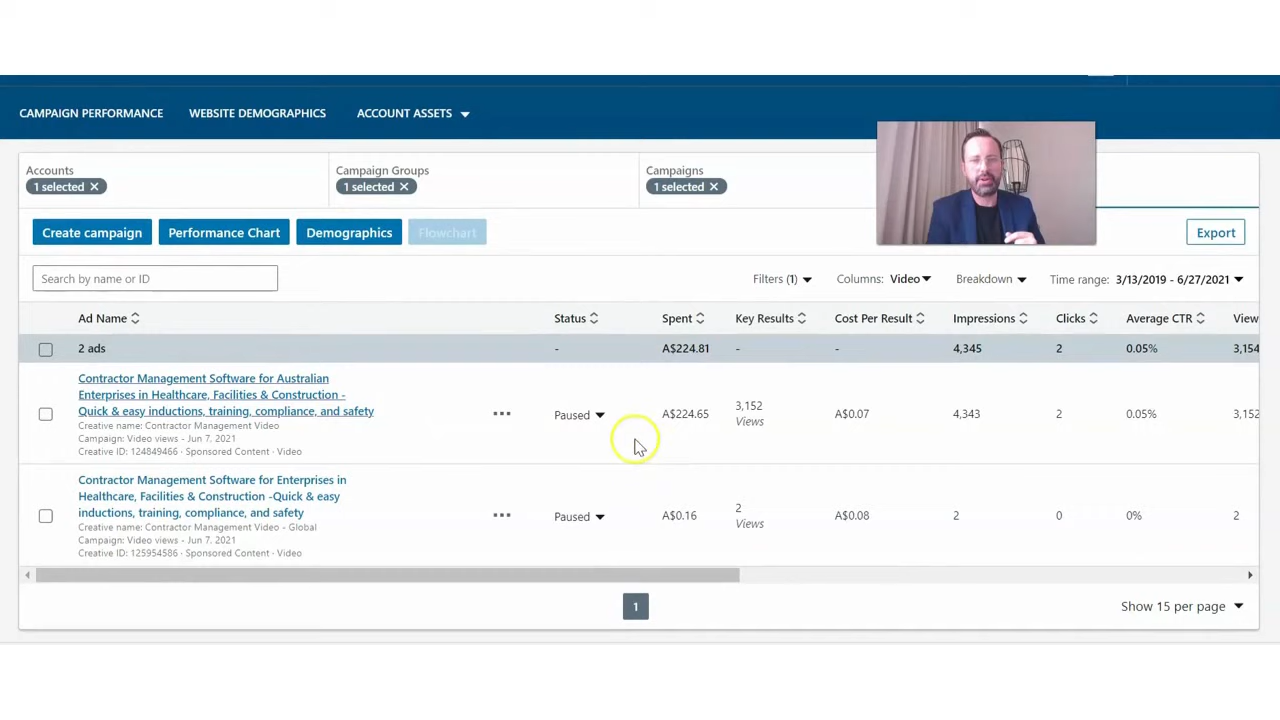 CAMPAIGN PERFORMANCE WEBSITE DEMOGRAPHICS ACCOUNT ASSETS
Accounts Campaign Groups Campaigns
1 selected × 1 selected × 1 selected ×
Create campaign Performance Chart Demographics Flowchart Export
Search by name or ID Filters (1) Columns: Video Breakdown Time range: 3/13/2019 - 6/27/2021
Ad Name Status Spent Key Results Cost Per Result Impressions Clicks Average CTR View
2 ads - A$224.81 - - 4,345 2 0.05% 3,154
Contractor Management Software for Australian
Enterprises in Healthcare, Facilities & Construction -
Quick & easy inductions, training, compliance, and safety
Creative name: Contractor Management Video
Campaign: Video views - Jun 7, 2021
Creative ID: 124849466 · Sponsored Content · Video
Paused A$224.65 3,152 A$0.07 4,343 2 0.05% 3,152
Views
Contractor Management Software for Enterprises in
Healthcare, Facilities & Construction -Quick & easy
inductions, training, compliance, and safety
Creative name: Contractor Management Video - Global
Campaign: Video views - Jun 7, 2021
Creative ID: 125954586 · Sponsored Content · Video
Paused A$0.16 2 A$0.08 2 0 0% 2
Views
1
Show 15 per page